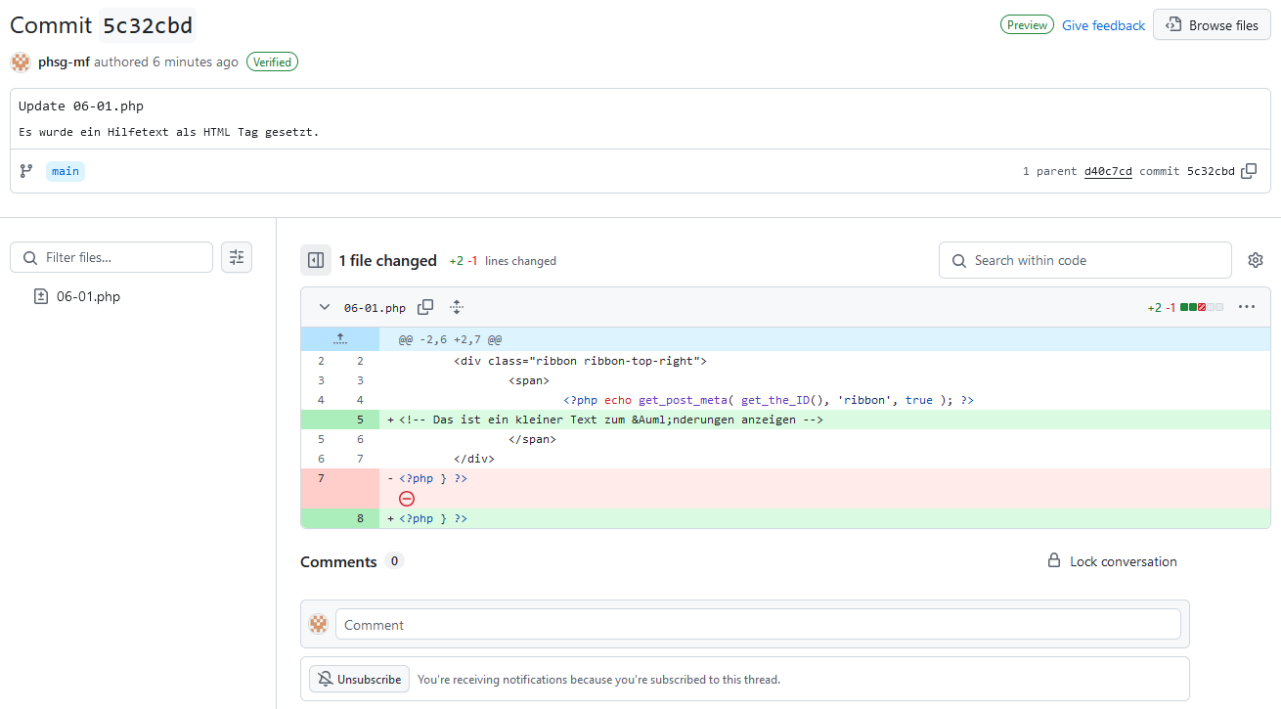 Commit 5c32cbd
Preview Give feedback Browse files
phsg-mf authored 6 minutes ago Verified
Update 06-01.php
Es wurde ein Hilfetext als HTML Tag gesetzt.
main
1 parent d40c7cd commit 5c32cbd
Filter files...
06-01.php
1 file changed +2 -1 lines changed
Search within code
06-01.php
+2 -1
@@ -2,6 +2,7 @@
2 2 <div class="ribbon ribbon-top-right">
3 3 <span>
4 4 <?php echo get_post_meta( get_the_ID(), 'ribbon', true ); ?>
5 + <!-- Das ist ein kleiner Text zum &Auml;nderungen anzeigen -->
5 6 </span>
6 7 </div>
7 - <?php } ?>
8 + <?php } ?>
Comments 0
Lock conversation
Comment
Unsubscribe You're receiving notifications because you're subscribed to this thread.